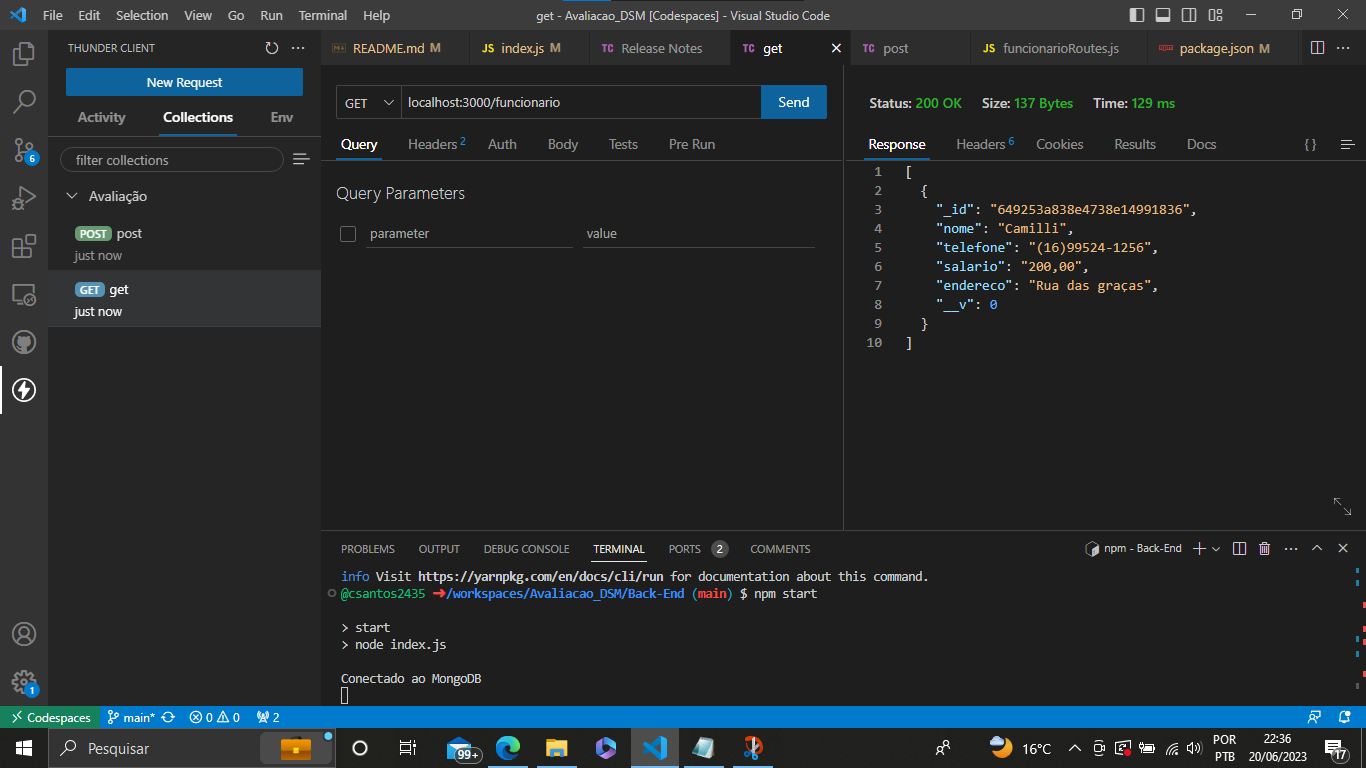 File Edit Selection View Go Run Terminal Help
get - Avaliacao_DSM [Codespaces] - Visual Studio Code
THUNDER CLIENT
New Request
Activity Collections Env
filter collections
Avaliação
POST post
just now
GET get
just now
6
1
README.md M
JS index.js M
TC Release Notes
TC get
TC post
JS funcionarioRoutes.js
package.json M
GET localhost:3000/funcionario Send
Query Headers 2 Auth Body Tests Pre Run
Query Parameters
parameter value
Status: 200 OK Size: 137 Bytes Time: 129 ms
Response Headers 6 Cookies Results Docs { }
1 [
2 {
3 "_id": "649253a838e4738e14991836",
4 "nome": "Camilli",
5 "telefone": "(16)99524-1256",
6 "salario": "200,00",
7 "endereco": "Rua das graças",
8 "__v": 0
9 }
10 ]
PROBLEMS OUTPUT DEBUG CONSOLE TERMINAL PORTS 2 COMMENTS
npm - Back-End
info Visit https://yarnpkg.com/en/docs/cli/run for documentation about this command.
@csantos2435 ➜/workspaces/Avaliacao_DSM/Back-End (main) $ npm start
> start
> node index.js
Conectado ao MongoDB
Codespaces main* 0 0 2
Pesquisar
99+
16°C
POR
PTB
22:36
20/06/2023
17